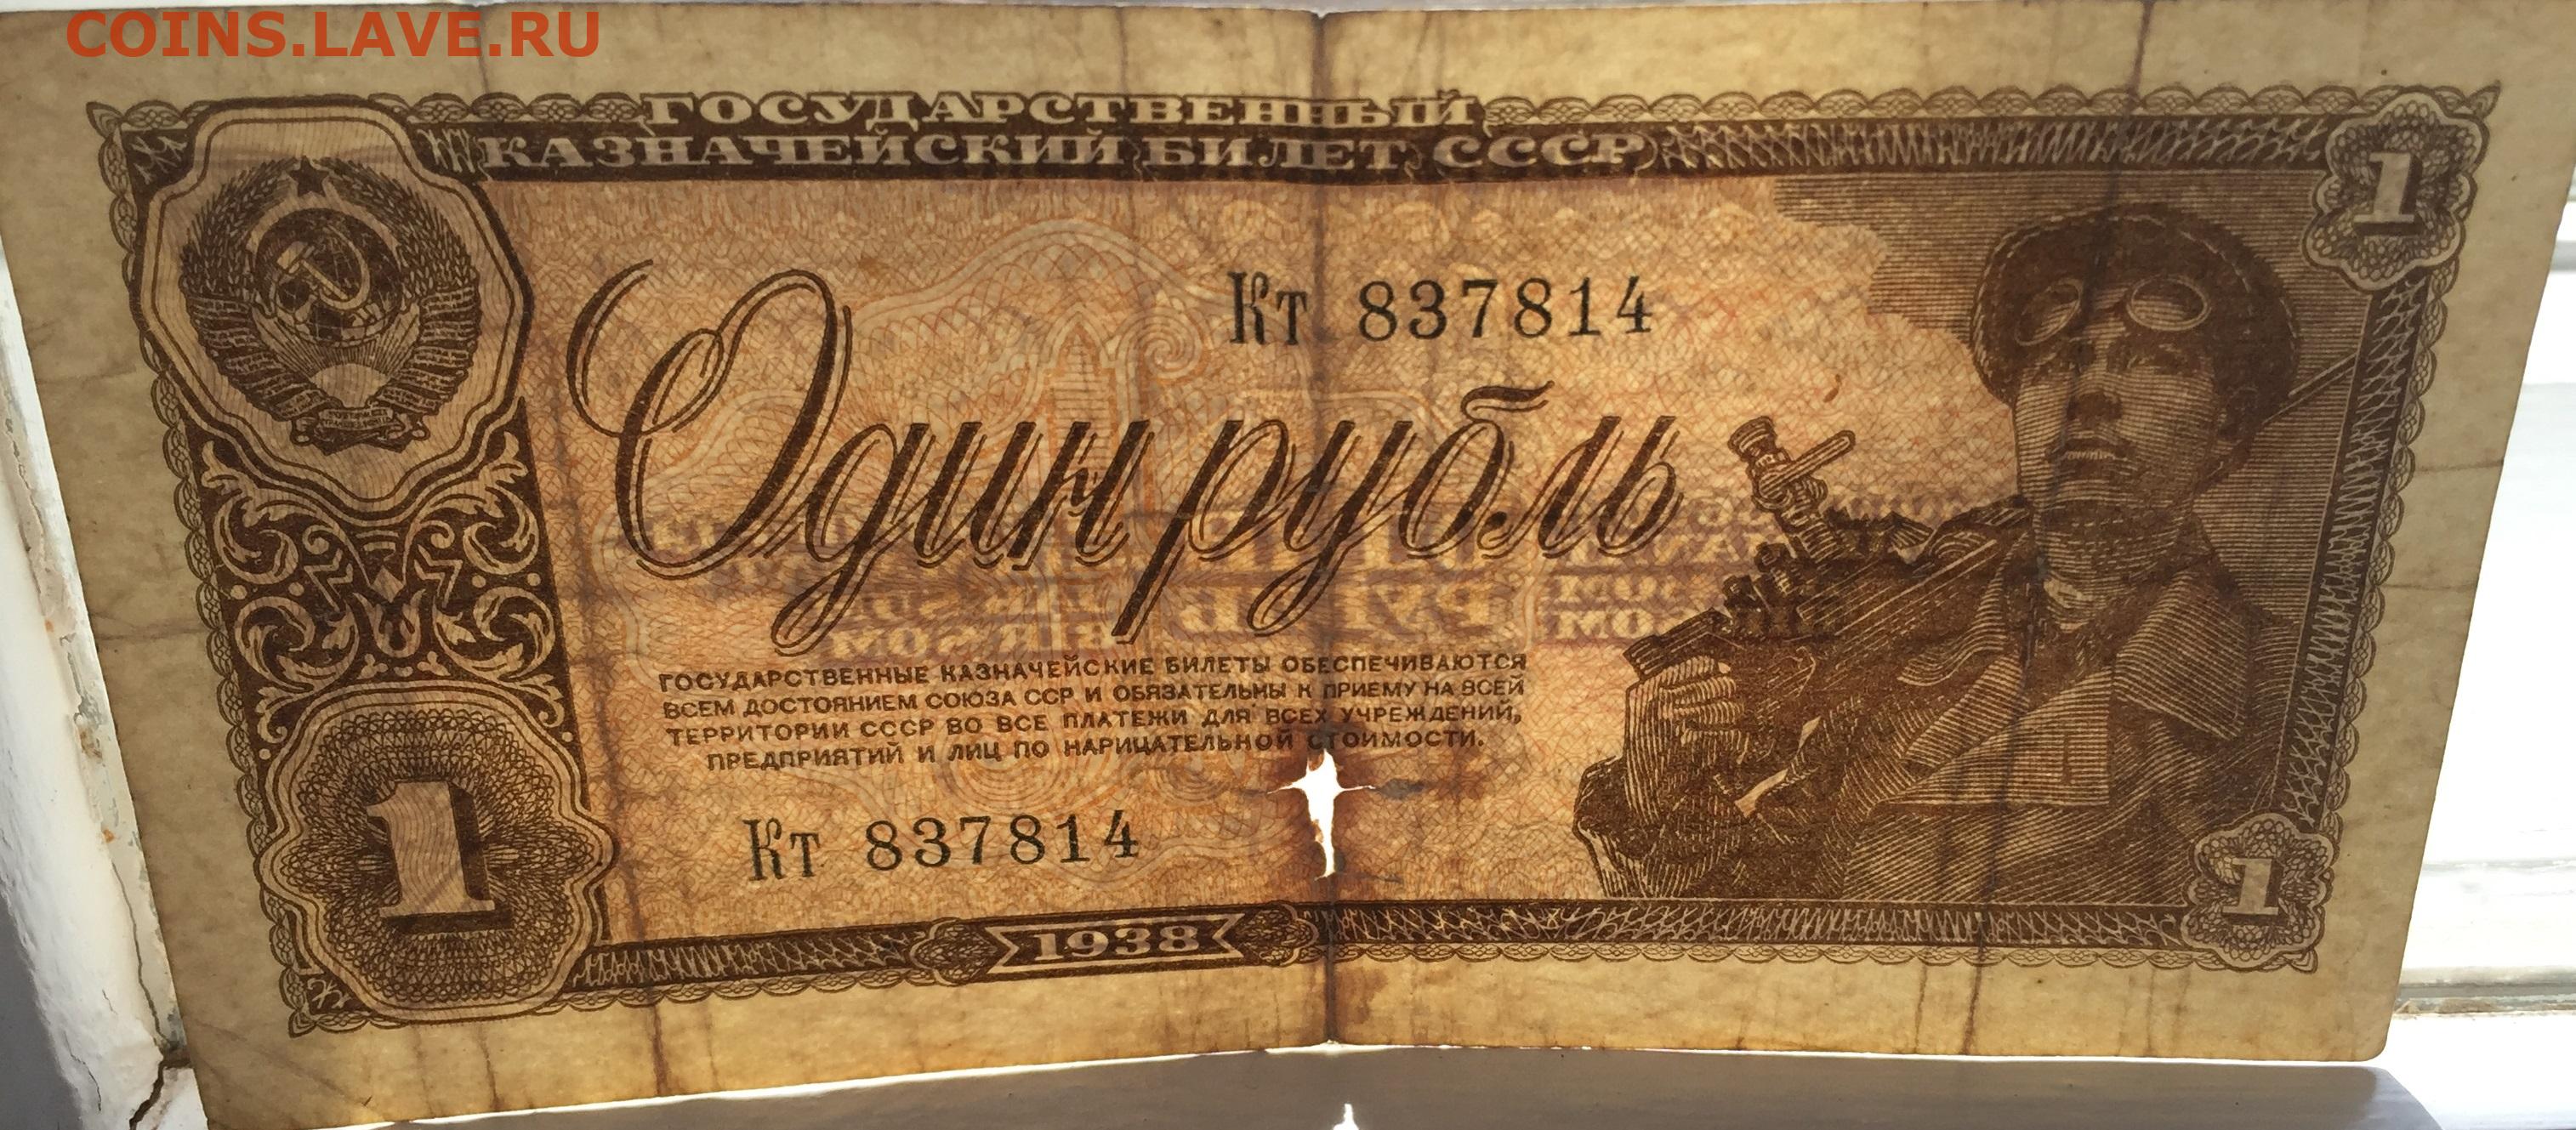 COINS.LAVE.RU
ГОСУДАРСТВЕННЫЙ
КАЗНАЧЕЙСКИЙ БИЛЕТ СССР
1
Кт 837814
Один рубль
ГОСУДАРСТВЕННЫЕ КАЗНАЧЕЙСКИЕ БИЛЕТЫ ОБЕСПЕЧИВАЮТСЯ
ВСЕМ ДОСТОЯНИЕМ СОЮЗА ССР И ОБЯЗАТЕЛЬНЫ К ПРИЕМУ НА ВСЕЙ
ТЕРРИТОРИИ СССР ВО ВСЕ ПЛАТЕЖИ ДЛЯ ВСЕХ УЧРЕЖДЕНИЙ,
ПРЕДПРИЯТИЙ И ЛИЦ ПО НАРИЦАТЕЛЬНОЙ СТОИМОСТИ.
Кт 837814
1
1
1938